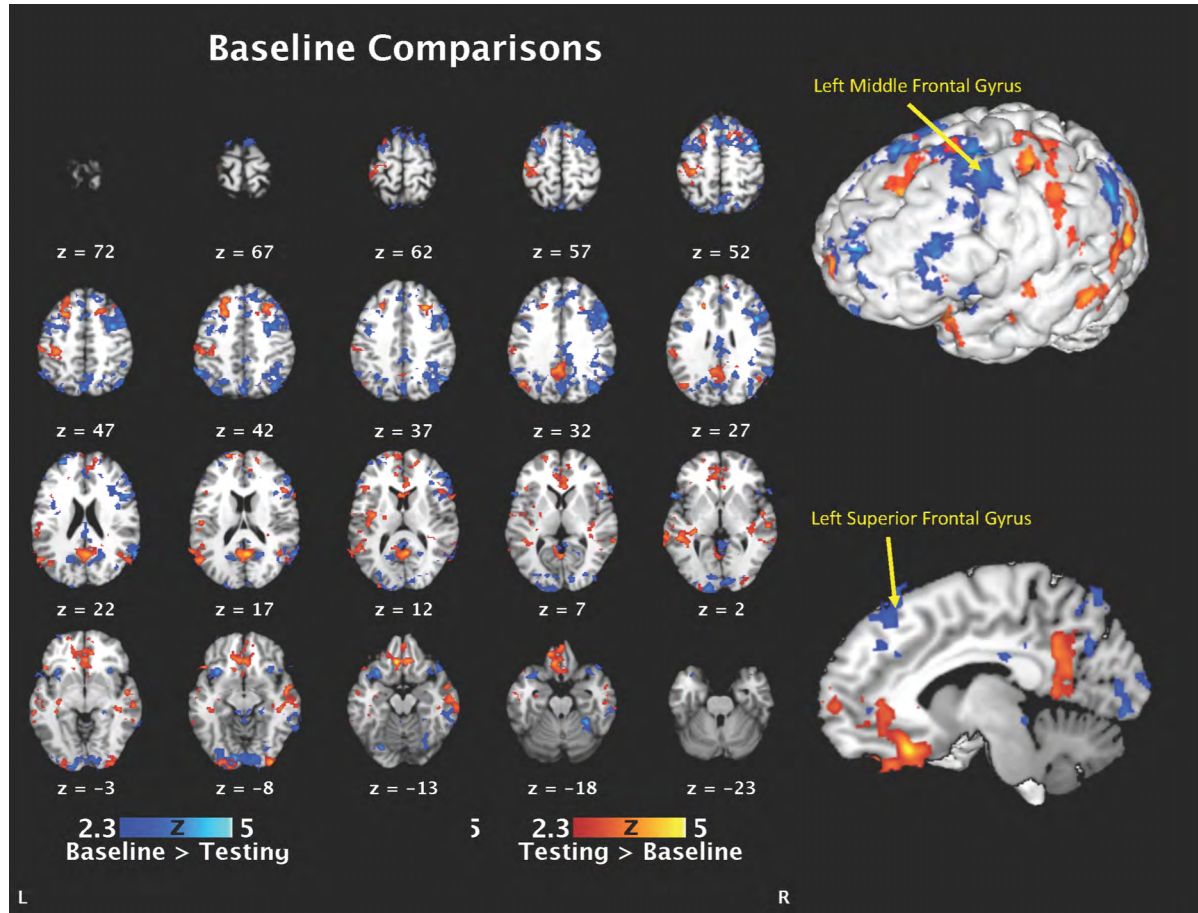 Baseline Comparisons
Left Middle Frontal Gyrus
z = 72 z = 67 z = 62 z = 57 z = 52
z = 47 z = 42 z = 37 z = 32 z = 27
Left Superior Frontal Gyrus
z = 22 z = 17 z = 12 z = 7 z = 2
z = -3 z = -8 z = -13 z = -18 z = -23
2.3 Z 5 5 2.3 Z 5
Baseline > Testing Testing > Baseline
L R